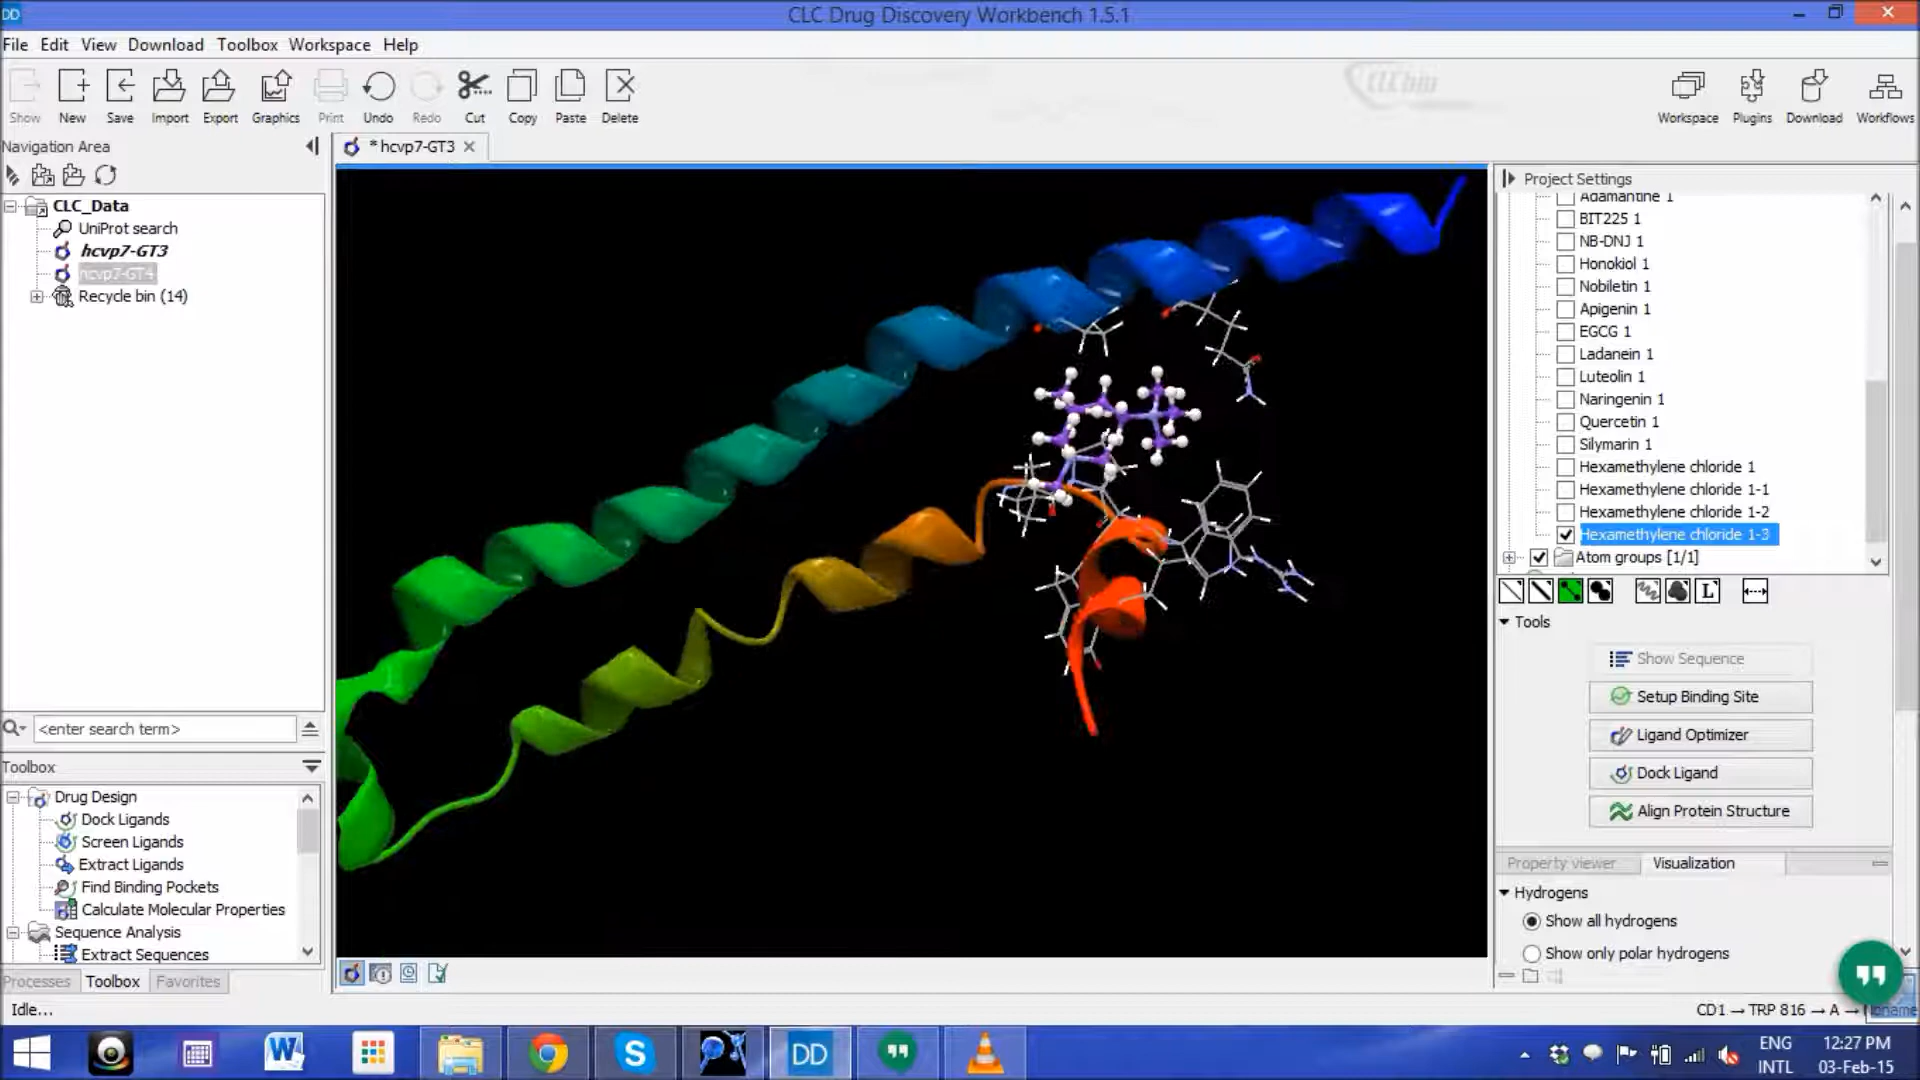 DD
CLC Drug Discovery Workbench 1.5.1
File Edit View Download Toolbox Workspace Help
Show New Save Import Export Graphics Print Undo Redo Cut Copy Paste Delete
Workspace Plugins Download Workflows
CLCbio
Navigation Area
* hcvp7-GT3
CLC_Data
UniProt search
hcvp7-GT3
hcvp7-GT4
Recycle bin (14)
<enter search term>
Toolbox
Drug Design
Dock Ligands
Screen Ligands
Extract Ligands
Find Binding Pockets
Calculate Molecular Properties
Sequence Analysis
Extract Sequences
Processes Toolbox Favorites
Idle...
Project Settings
Adamantine 1
BIT225 1
NB-DNJ 1
Honokiol 1
Nobiletin 1
Apigenin 1
EGCG 1
Ladanein 1
Luteolin 1
Naringenin 1
Quercetin 1
Silymarin 1
Hexamethylene chloride 1
Hexamethylene chloride 1-1
Hexamethylene chloride 1-2
Hexamethylene chloride 1-3
Atom groups [1/1]
L
Tools
Show Sequence
Setup Binding Site
Ligand Optimizer
Dock Ligand
Align Protein Structure
Property viewer Visualization
Hydrogens
Show all hydrogens
Show only polar hydrogens
CD1 → TRP 816 → A →
W S DD
ENG 12:27 PM
INTL 03-Feb-15